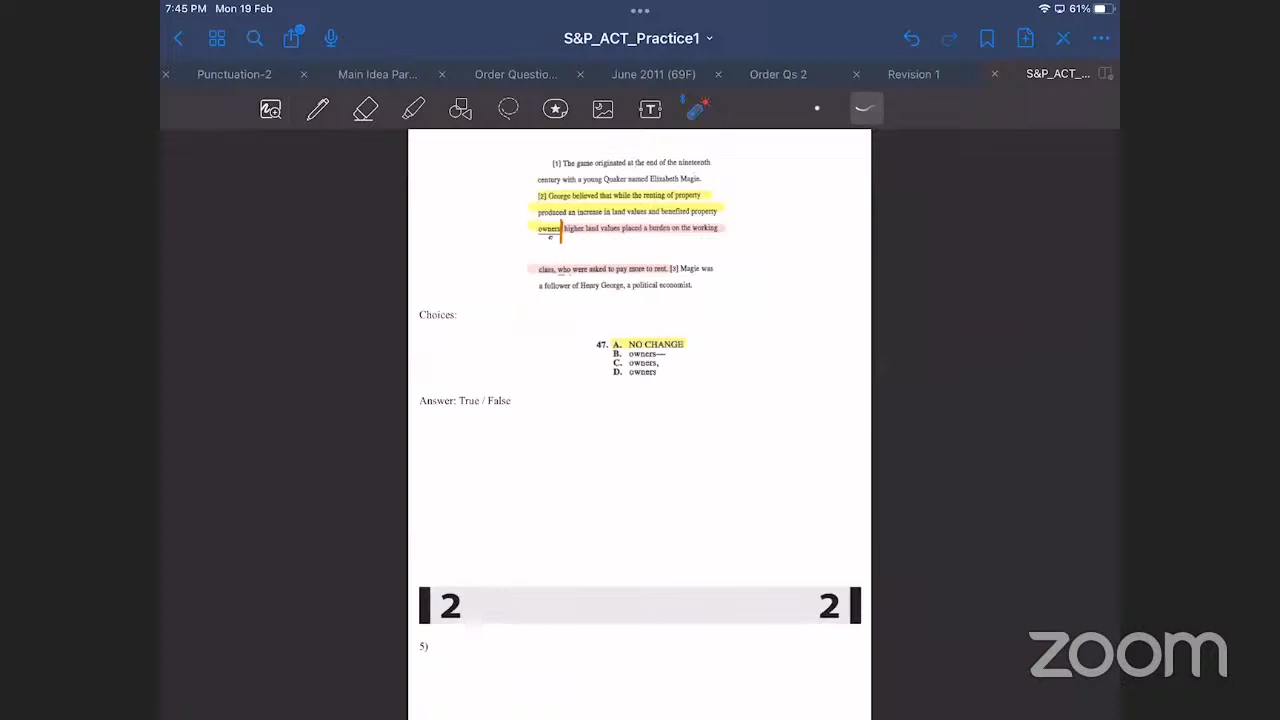 7:45 PM Mon 19 Feb
61%
S&P_ACT_Practice1
Punctuation-2
Main Idea Par...
Order Questio...
June 2011 (69F)
Order Qs 2
Revision 1
S&P_ACT_...
[1] The game originated at the end of the nineteenth
century with a young Quaker named Elizabeth Magie.
[2] George believed that while the renting of property
produced an increase in land values and benefited property
owners higher land values placed a burden on the working
47
class, who were asked to pay more to rent. [3] Magie was
a follower of Henry George, a political economist.
Choices:
47. A. NO CHANGE
B. owners—
C. owners,
D. owners
Answer: True / False
2 2
5)
zoom